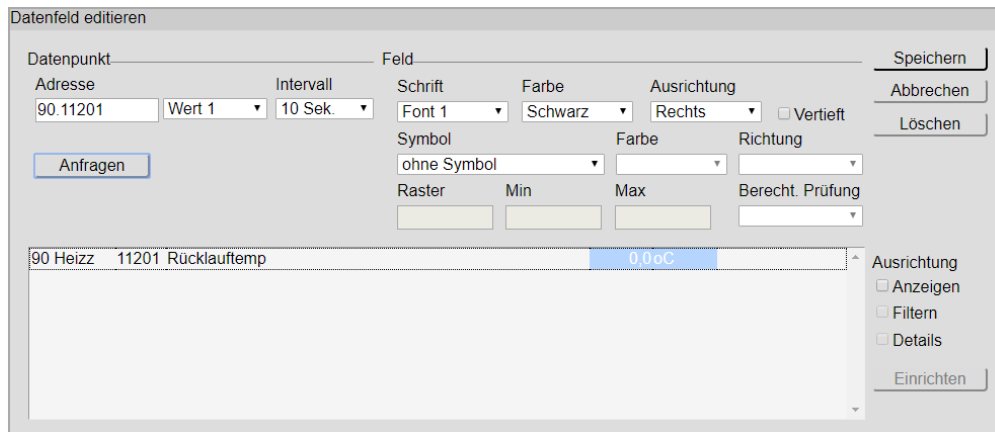 Datenfeld editieren
Datenpunkt Feld Speichern
Adresse Intervall Schrift Farbe Ausrichtung Abbrechen
90.11201 Wert 1 10 Sek. Font 1 Schwarz Rechts Vertieft
Löschen
Symbol Farbe Richtung
Anfragen ohne Symbol
Raster Min Max Berecht. Prüfung
90 Heizz 11201 Rücklauftemp 0,0oC
Ausrichtung
Anzeigen
Filtern
Details
Einrichten